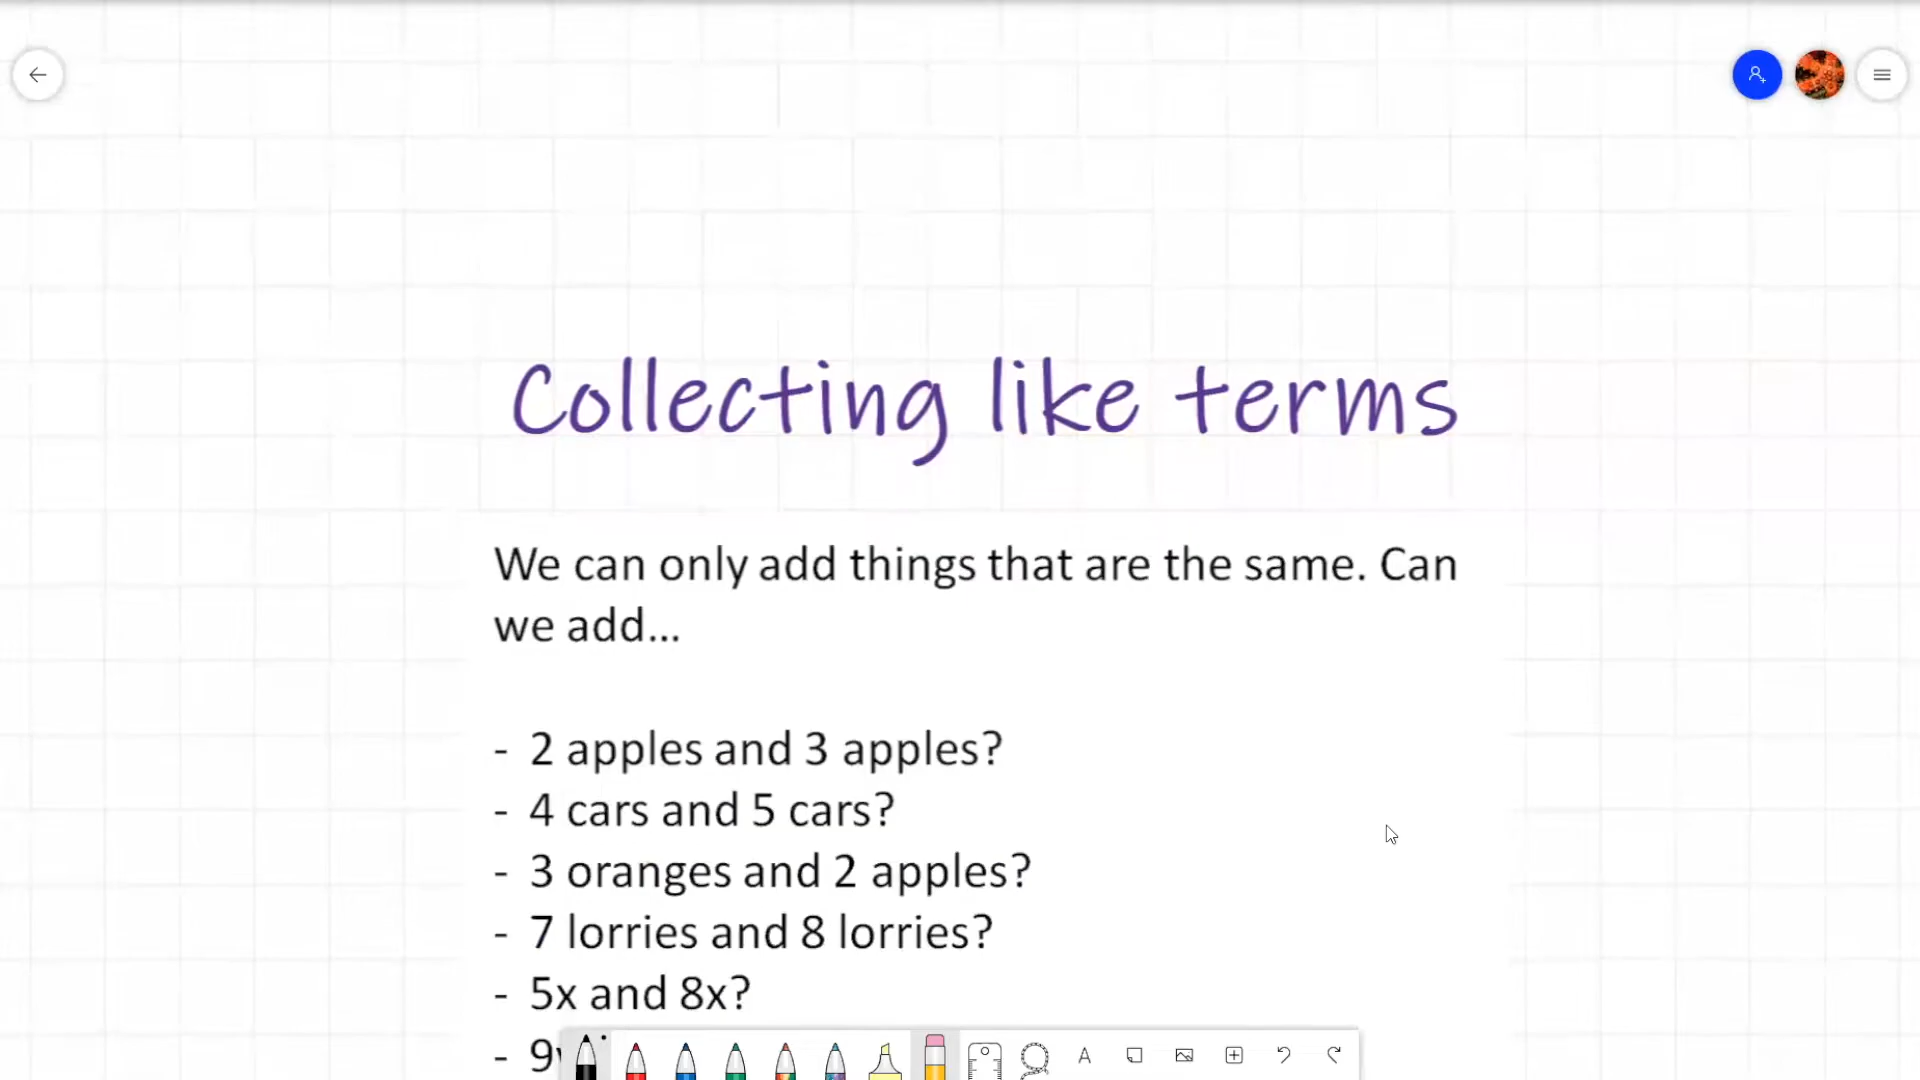 Collecting like terms
We can only add things that are the same. Can
we add...
- 2 apples and 3 apples?
- 4 cars and 5 cars?
- 3 oranges and 2 apples?
- 7 lorries and 8 lorries?
- 5x and 8x?
- 9
A